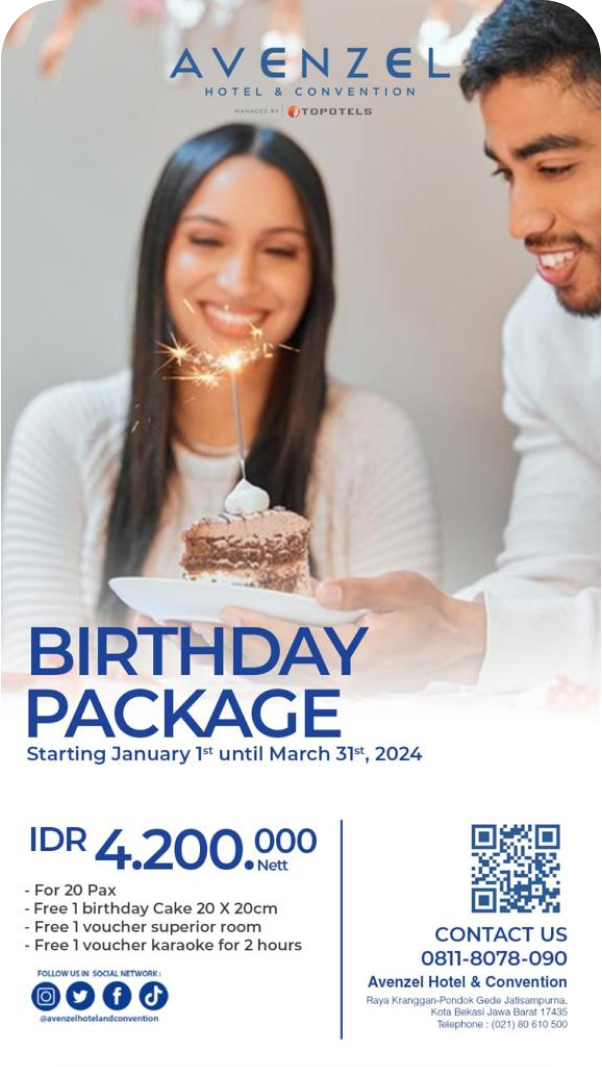 AVENZEL
HOTEL & CONVENTION
MANAGED BY TOPOTELS
BIRTHDAY
PACKAGE
Starting January 1st until March 31st, 2024
IDR 4.200.000
Nett
- For 20 Pax
- Free 1 birthday Cake 20 X 20cm
- Free 1 voucher superior room
- Free 1 voucher karaoke for 2 hours
FOLLOW US IN SOCIAL NETWORK :
@avenzelhotelandconvention
CONTACT US
0811-8078-090
Avenzel Hotel & Convention
Raya Kranggan-Pondok Gede Jatisampurna,
Kota Bekasi Jawa Barat 17435
Telephone : (021) 80 610 500